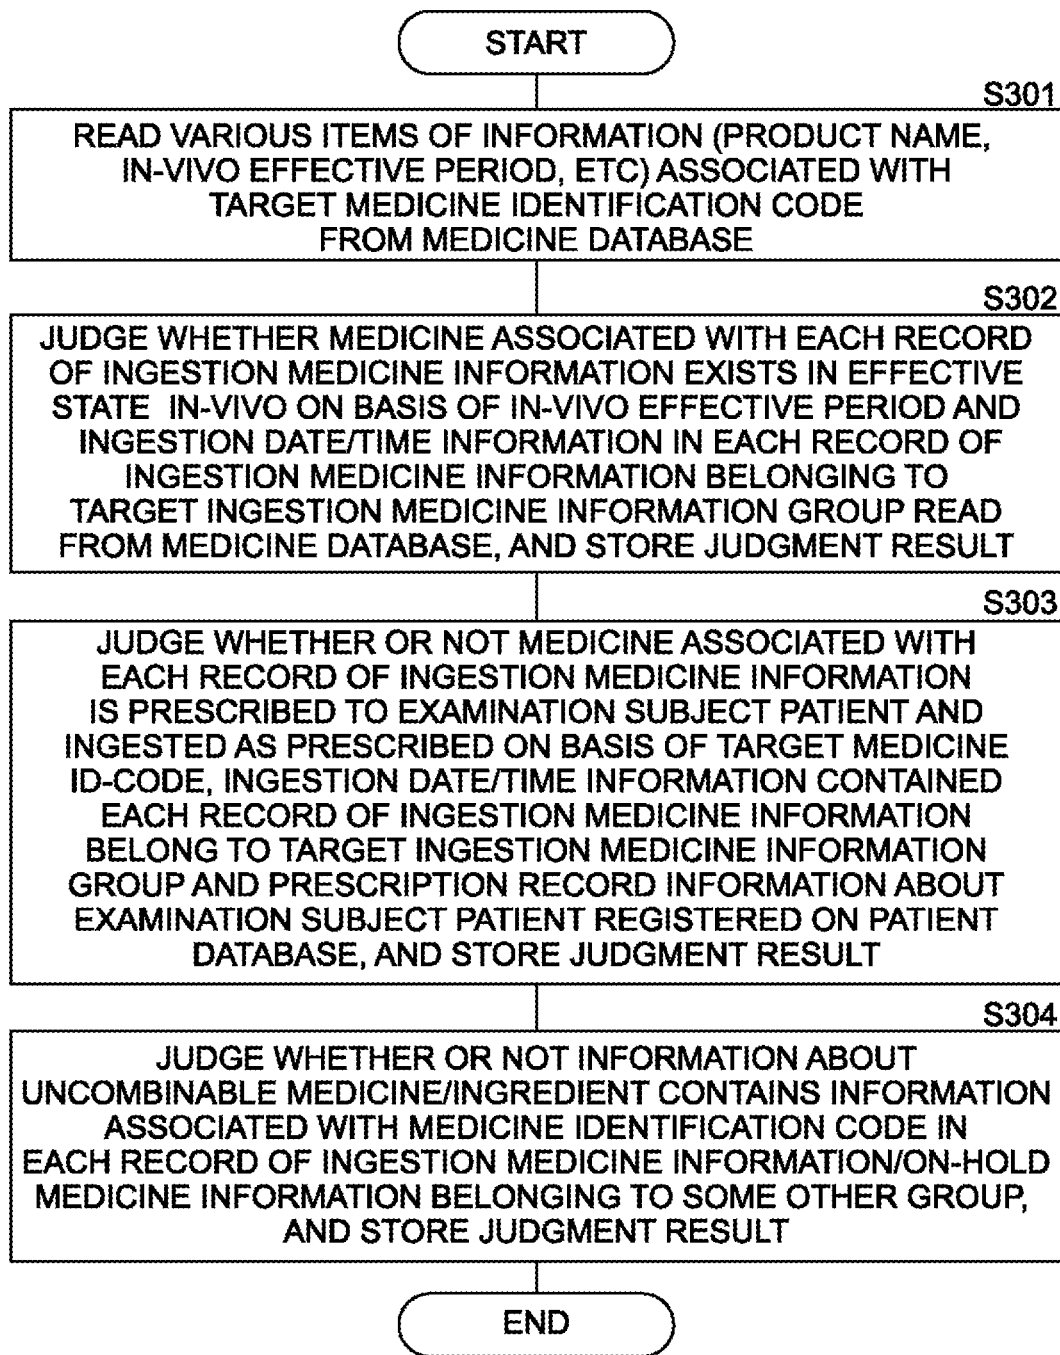 START
S301
READ VARIOUS ITEMS OF INFORMATION (PRODUCT NAME,
IN-VIVO EFFECTIVE PERIOD, ETC) ASSOCIATED WITH
TARGET MEDICINE IDENTIFICATION CODE
FROM MEDICINE DATABASE
S302
JUDGE WHETHER MEDICINE ASSOCIATED WITH EACH RECORD
OF INGESTION MEDICINE INFORMATION EXISTS IN EFFECTIVE
STATE IN-VIVO ON BASIS OF IN-VIVO EFFECTIVE PERIOD AND
INGESTION DATE/TIME INFORMATION IN EACH RECORD OF
INGESTION MEDICINE INFORMATION BELONGING TO
TARGET INGESTION MEDICINE INFORMATION GROUP READ
FROM MEDICINE DATABASE, AND STORE JUDGMENT RESULT
S303
JUDGE WHETHER OR NOT MEDICINE ASSOCIATED WITH
EACH RECORD OF INGESTION MEDICINE INFORMATION
IS PRESCRIBED TO EXAMINATION SUBJECT PATIENT AND
INGESTED AS PRESCRIBED ON BASIS OF TARGET MEDICINE
ID-CODE, INGESTION DATE/TIME INFORMATION CONTAINED
EACH RECORD OF INGESTION MEDICINE INFORMATION
BELONG TO TARGET INGESTION MEDICINE INFORMATION
GROUP AND PRESCRIPTION RECORD INFORMATION ABOUT
EXAMINATION SUBJECT PATIENT REGISTERED ON PATIENT
DATABASE, AND STORE JUDGMENT RESULT
S304
JUDGE WHETHER OR NOT INFORMATION ABOUT
UNCOMBINABLE MEDICINE/INGREDIENT CONTAINS INFORMATION
ASSOCIATED WITH MEDICINE IDENTIFICATION CODE IN
EACH RECORD OF INGESTION MEDICINE INFORMATION/ON-HOLD
MEDICINE INFORMATION BELONGING TO SOME OTHER GROUP,
AND STORE JUDGMENT RESULT
END